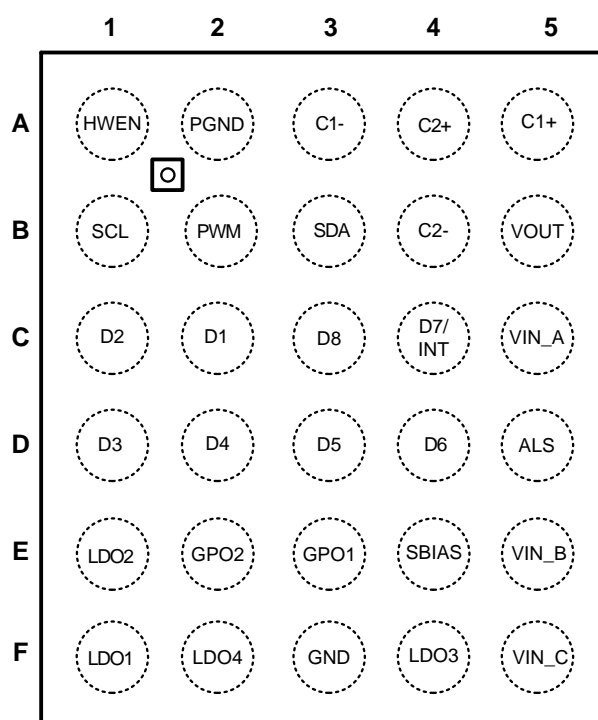 1 2 3 4 5
A HWEN PGND C1- C2+ C1+
B SCL PWM SDA C2- VOUT
C D2 D1 D8 D7/ INT VIN_A
D D3 D4 D5 D6 ALS
E LDO2 GPO2 GPO1 SBIAS VIN_B
F LDO1 LDO4 GND LDO3 VIN_C